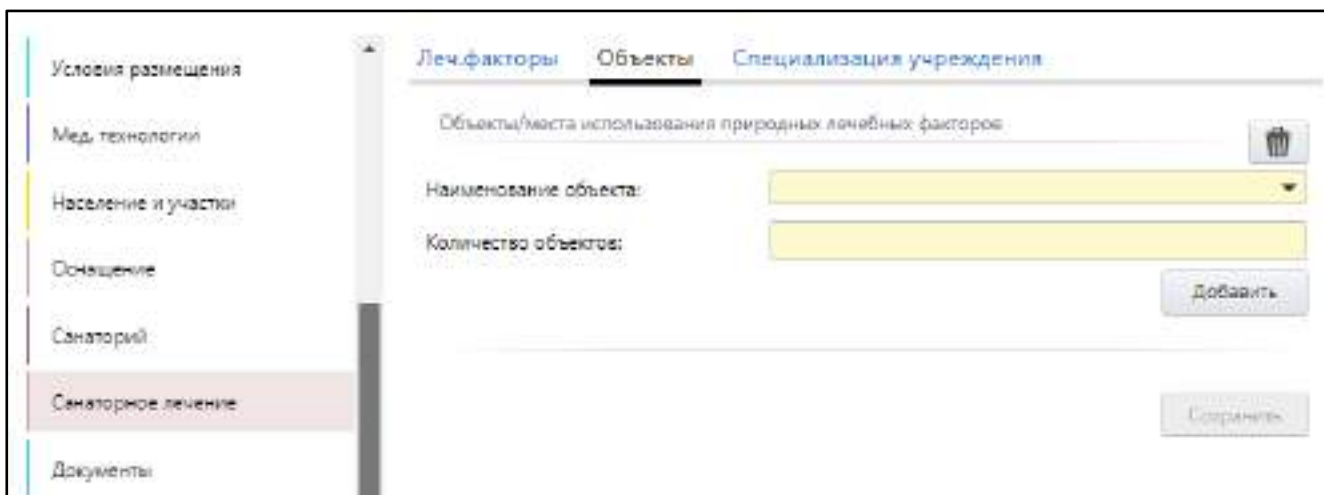 Условия размещения
Мед. технологии
Население и участки
Оснащение
Санаторий
Санаторное лечение
Документы
Леч.факторы Объекты Специализация учреждения
Объекты/места использования природных лечебных факторов
Наименование объекта:
Количество объектов:
Добавить
Сохранить